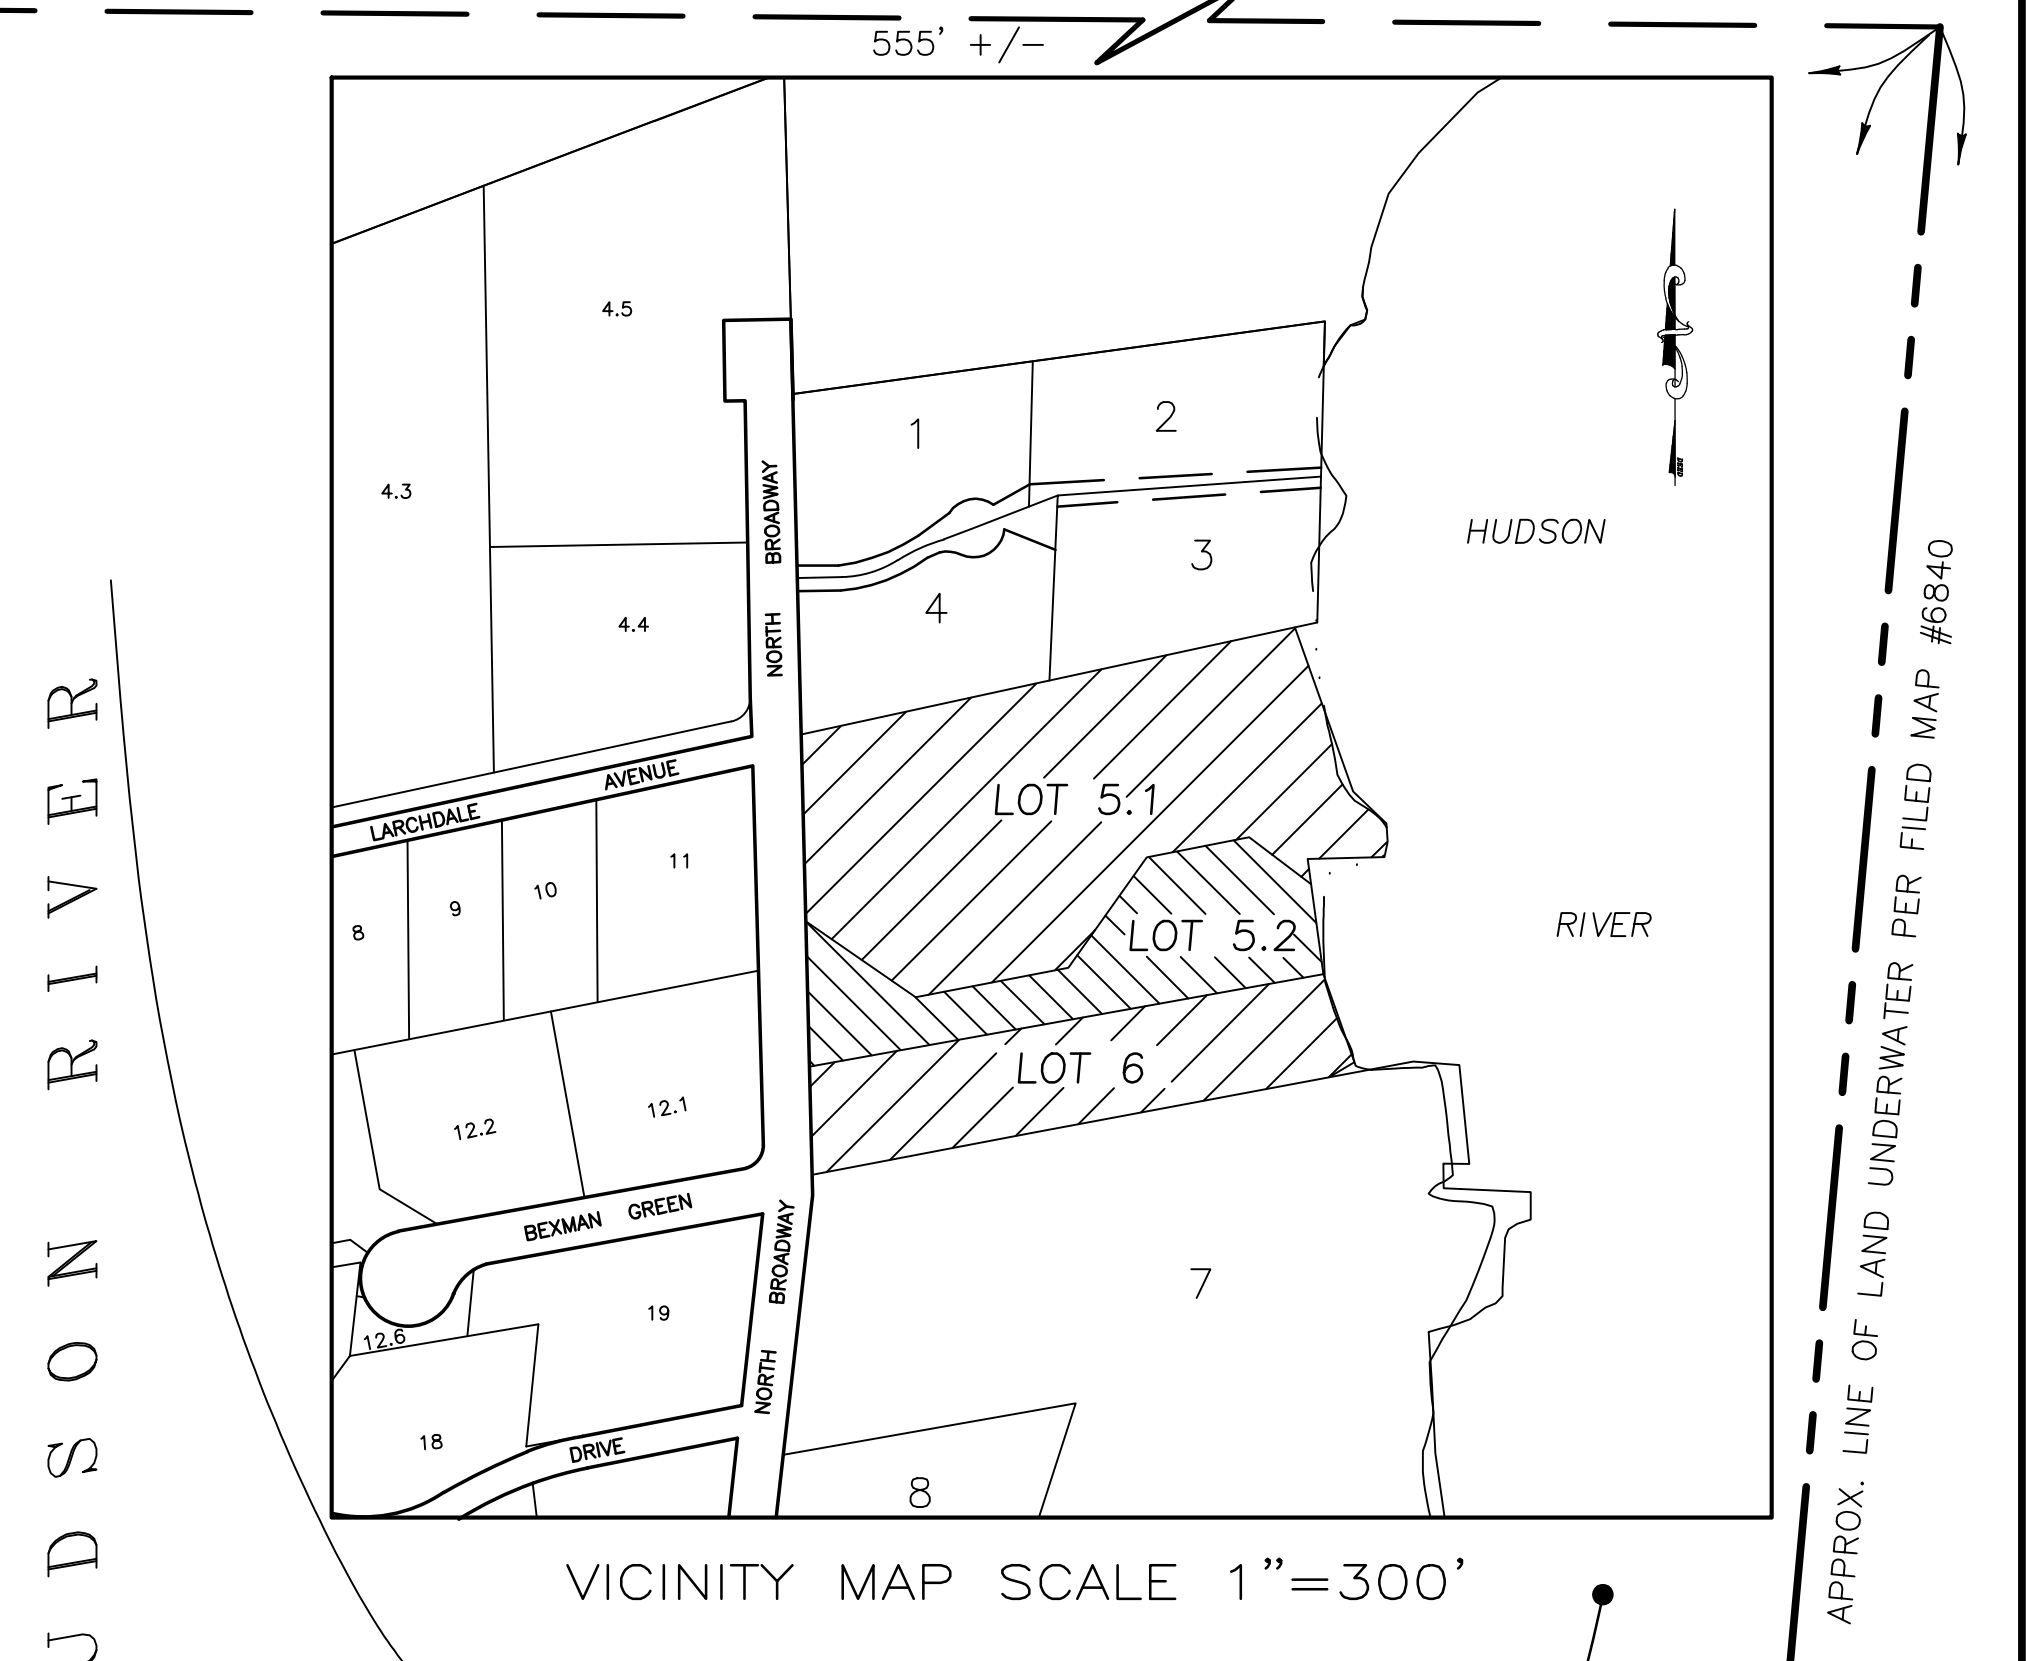 555' +/-
4.5
4.3
4.4
1
2
3
4
NORTH BROADWAY
HUDSON
RIVER
LOT 5.1
LOT 5.2
LOT 6
LARCHDALE AVENUE
8
9
10
11
12.2
12.1
BEXMAN GREEN
NORTH BROADWAY
12.6
19
18
DRIVE
7
8
VICINITY MAP SCALE 1"=300'
UDSON RIVER
APPROX. LINE OF LAND UNDERWATER PER FILED MAP #6840
DEED